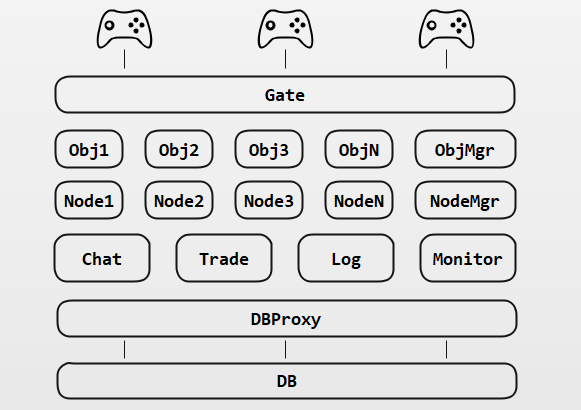 Gate
Obj1 Obj2 Obj3 ObjN ObjMgr
Node1 Node2 Node3 NodeN NodeMgr
Chat Trade Log Monitor
DBProxy
DB